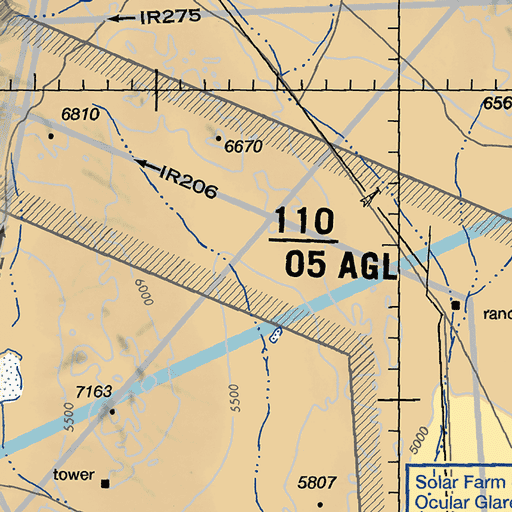 IR275
6810
6670
656
IR206
110
05 AGL
6000
ranc
7163
5500
5500
5000
tower
5807
Solar Farm
Ocular Glare